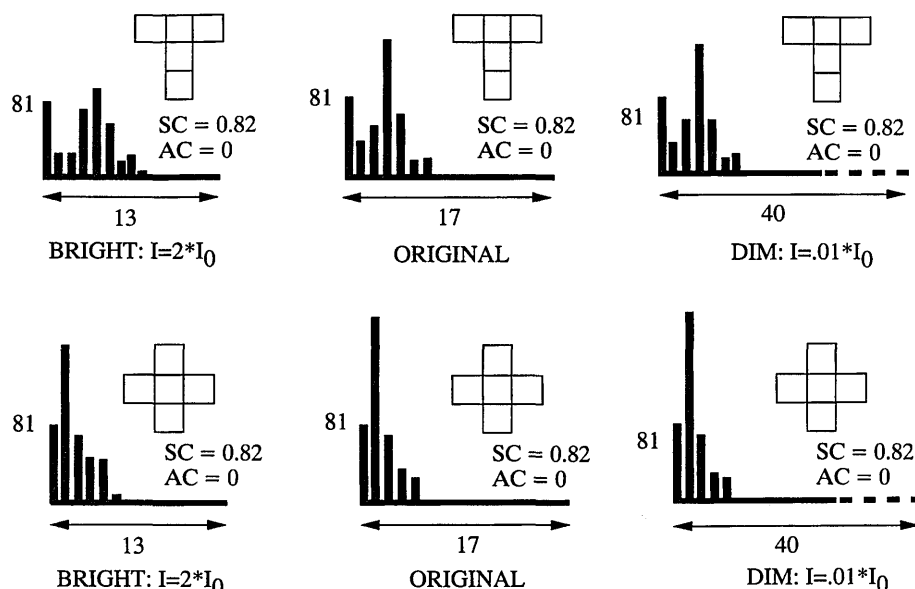 81
SC = 0.82
AC = 0
13
BRIGHT: I=2*I0
81
SC = 0.82
AC = 0
17
ORIGINAL
81
SC = 0.82
AC = 0
40
DIM: I=.01*I0
81
SC = 0.82
AC = 0
13
BRIGHT: I=2*I0
81
SC = 0.82
AC = 0
17
ORIGINAL
81
SC = 0.82
AC = 0
40
DIM: I=.01*I0